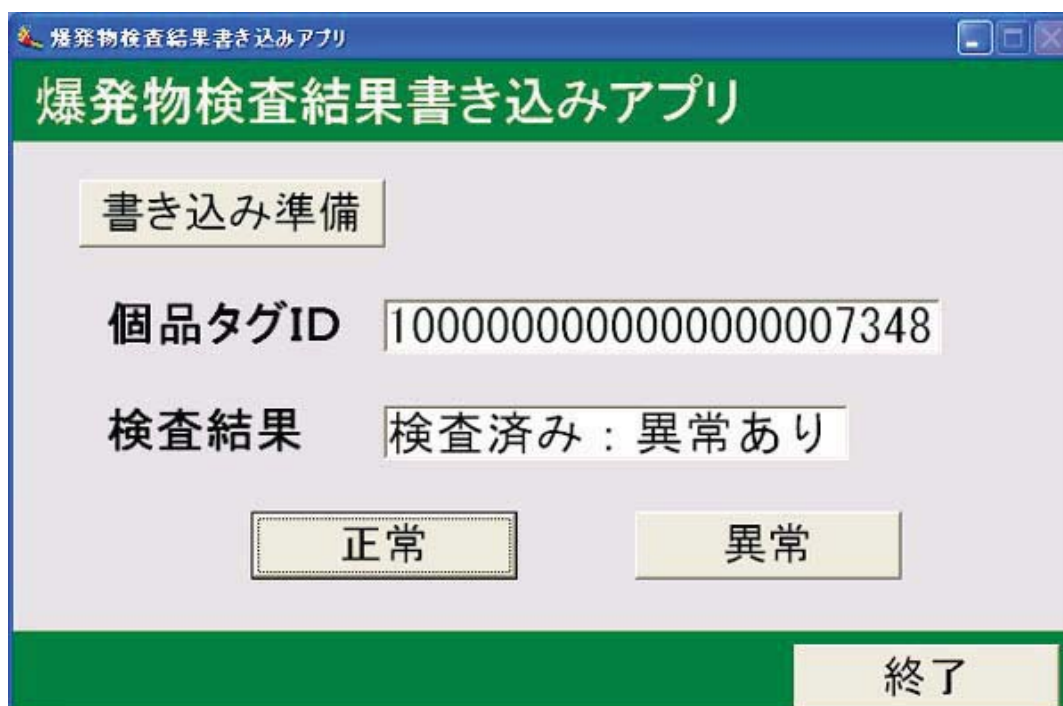 爆発物検査結果書き込みアプリ
爆発物検査結果書き込みアプリ
書き込み準備
個品タグID 1000000000000000007348
検査結果 検査済み：異常あり
正常 異常
終了